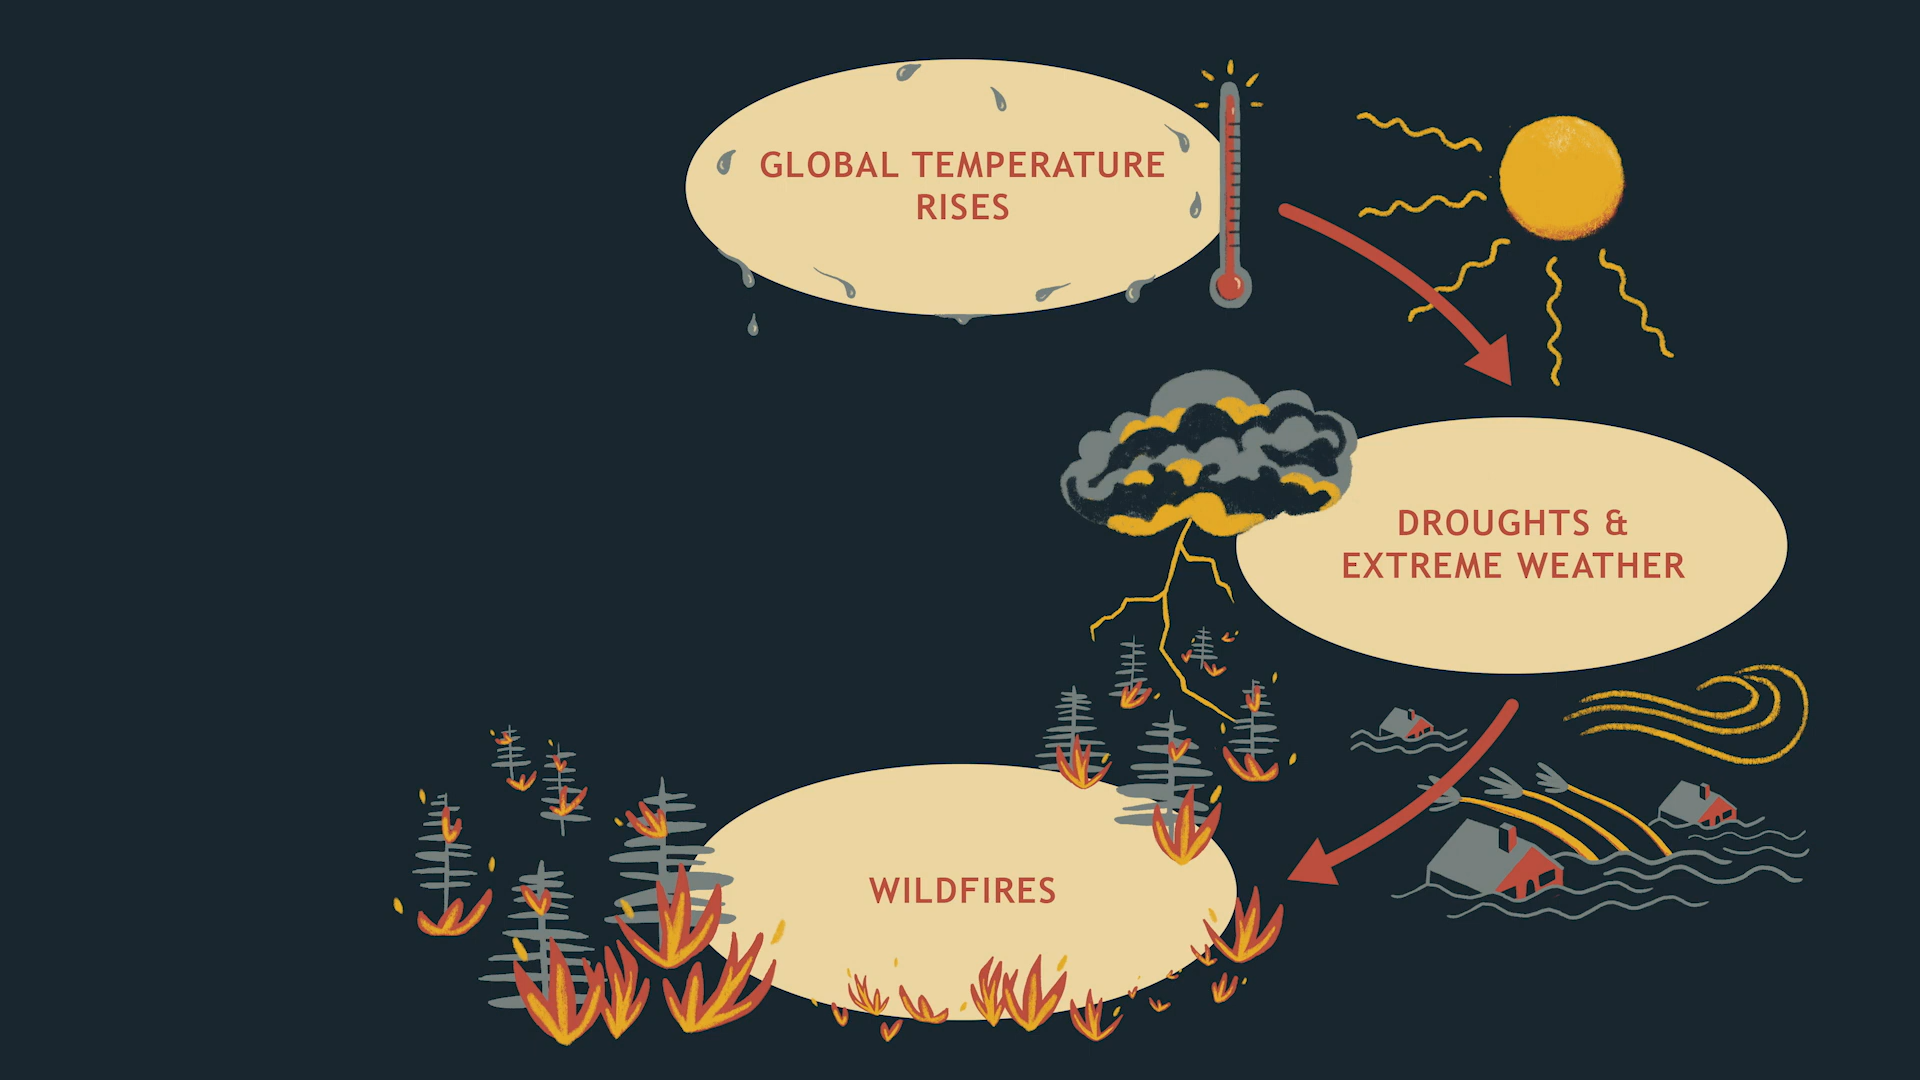 GLOBAL TEMPERATURE
RISES
DROUGHTS &
EXTREME WEATHER
WILDFIRES